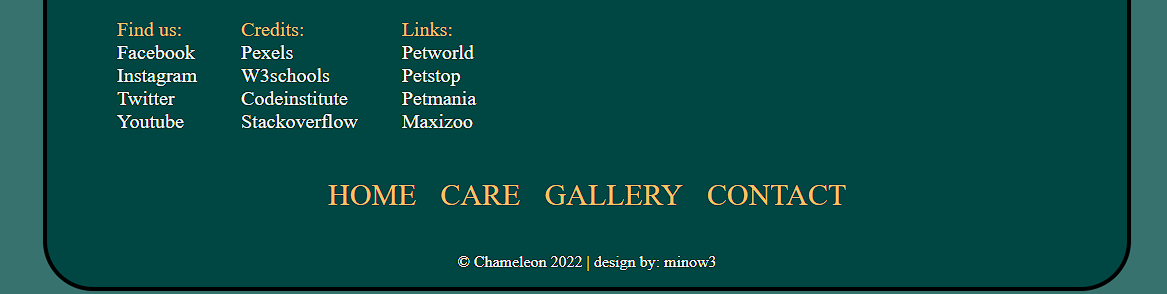 Find us:
Facebook
Instagram
Twitter
Youtube
Credits:
Pexels
W3schools
Codeinstitute
Stackoverflow
Links:
Petworld
Petstop
Petmania
Maxizoo
HOME CARE GALLERY CONTACT
© Chameleon 2022 | design by: minow3